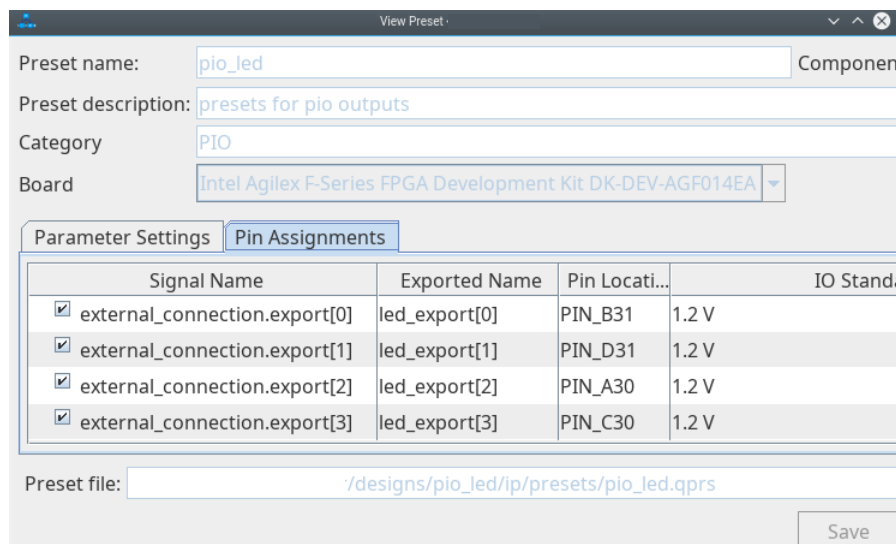 View Preset
Preset name: pio_led Componen
Preset description: presets for pio outputs
Category PIO
Board Intel Agilex F-Series FPGA Development Kit DK-DEV-AGF014EA
Parameter Settings Pin Assignments
Signal Name Exported Name Pin Locati... IO Standa
external_connection.export[0] led_export[0] PIN_B31 1.2 V
external_connection.export[1] led_export[1] PIN_D31 1.2 V
external_connection.export[2] led_export[2] PIN_A30 1.2 V
external_connection.export[3] led_export[3] PIN_C30 1.2 V
Preset file: /designs/pio_led/ip/presets/pio_led.qprs
Save